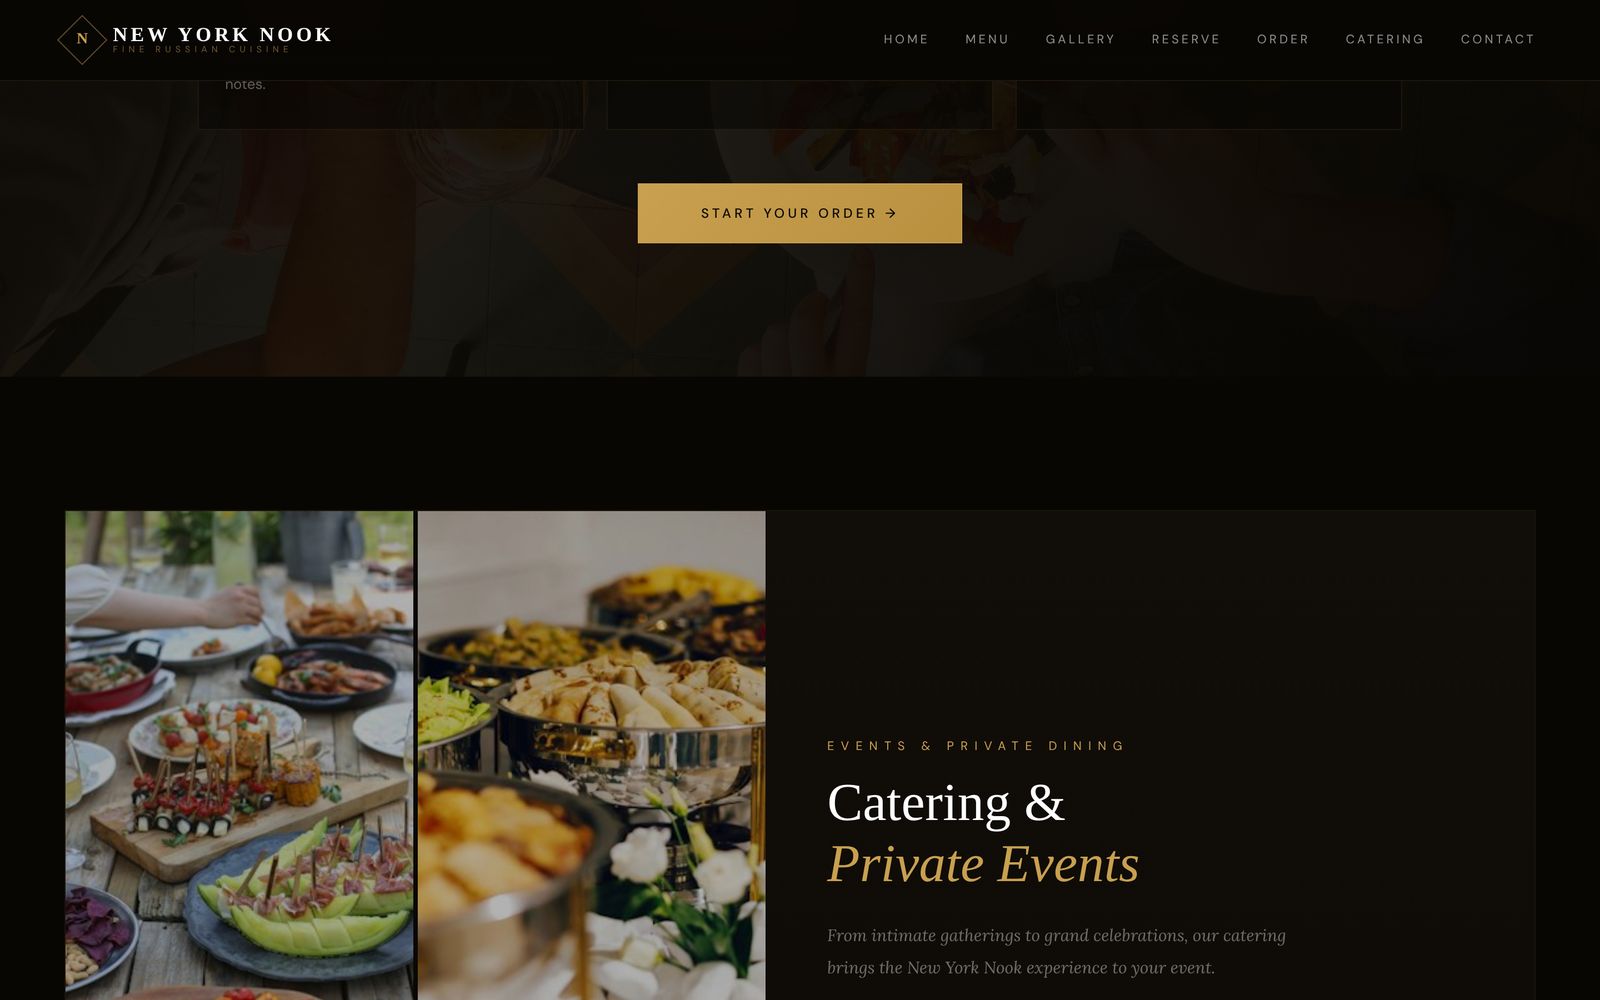 N
NEW YORK NOOK
FINE RUSSIAN CUISINE
HOME MENU GALLERY RESERVE ORDER CATERING CONTACT
notes.
START YOUR ORDER →
EVENTS & PRIVATE DINING
Catering &
Private Events
From intimate gatherings to grand celebrations, our catering
brings the New York Nook experience to your event.